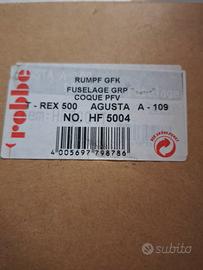 robbe
RUMPF GFK
FUSELAGE GRP
COQUE PFV
T - REX 500 AGUSTA A - 109
NO. HF 5004
4 005697 798786
subito